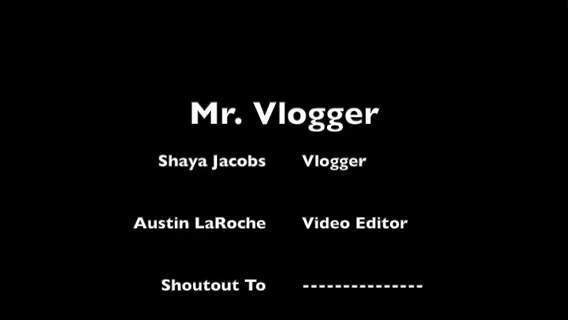 Mr. Vlogger
Shaya Jacobs Vlogger
Austin LaRoche Video Editor
Shoutout To ---------------